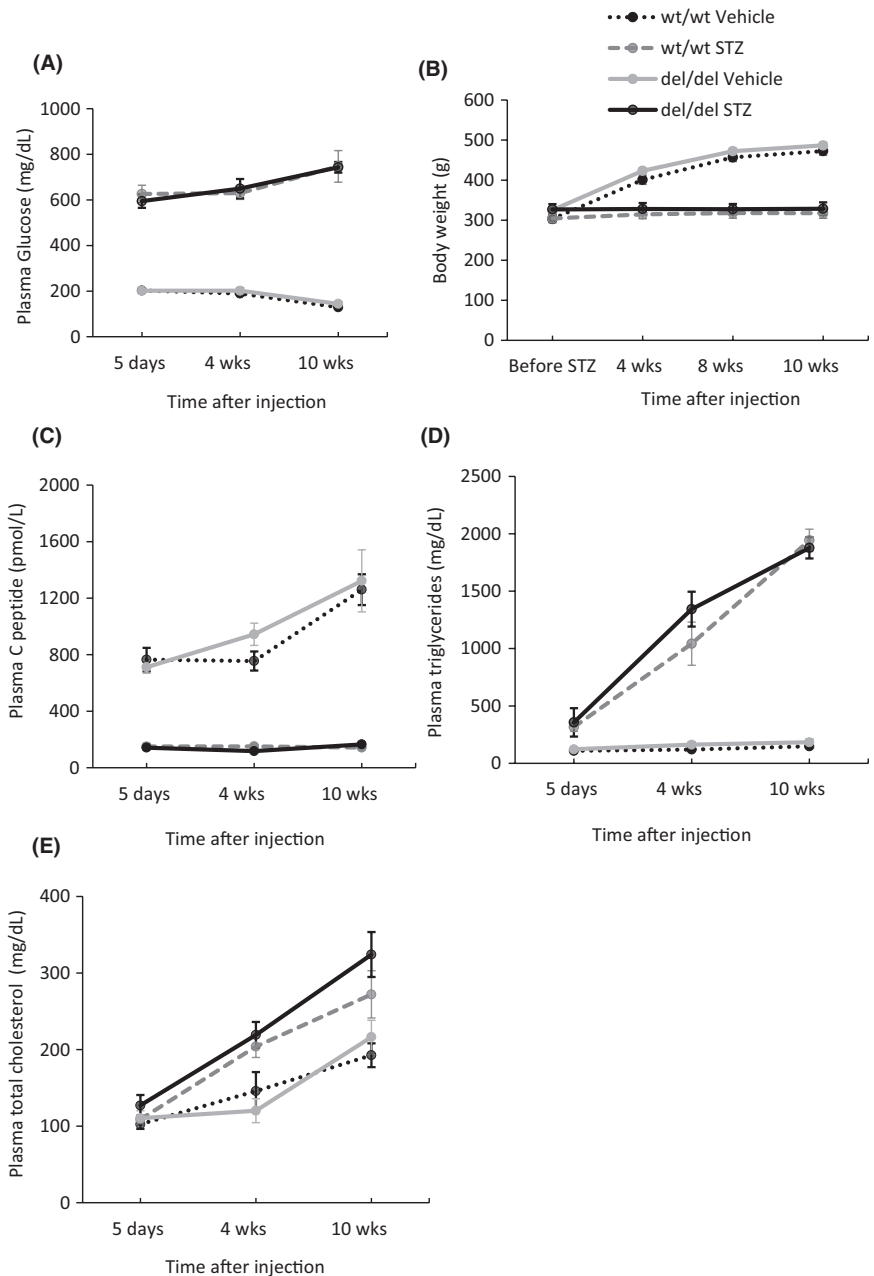 wt/wt Vehicle
wt/wt STZ
del/del Vehicle
del/del STZ
(A)
Plasma Glucose (mg/dL)
1000
800
600
400
200
0
5 days 4 wks 10 wks
Time after injection
(B)
Body weight (g)
600
500
400
300
200
100
0
Before STZ 4 wks 8 wks 10 wks
Time after injection
(C)
Plasma C peptide (pmol/L)
2000
1600
1200
800
400
0
5 days 4 wks 10 wks
Time after injection
(D)
Plasma triglycerides (mg/dL)
2500
2000
1500
1000
500
0
5 days 4 wks 10 wks
Time after injection
(E)
Plasma total cholesterol (mg/dL)
400
300
200
100
0
5 days 4 wks 10 wks
Time after injection